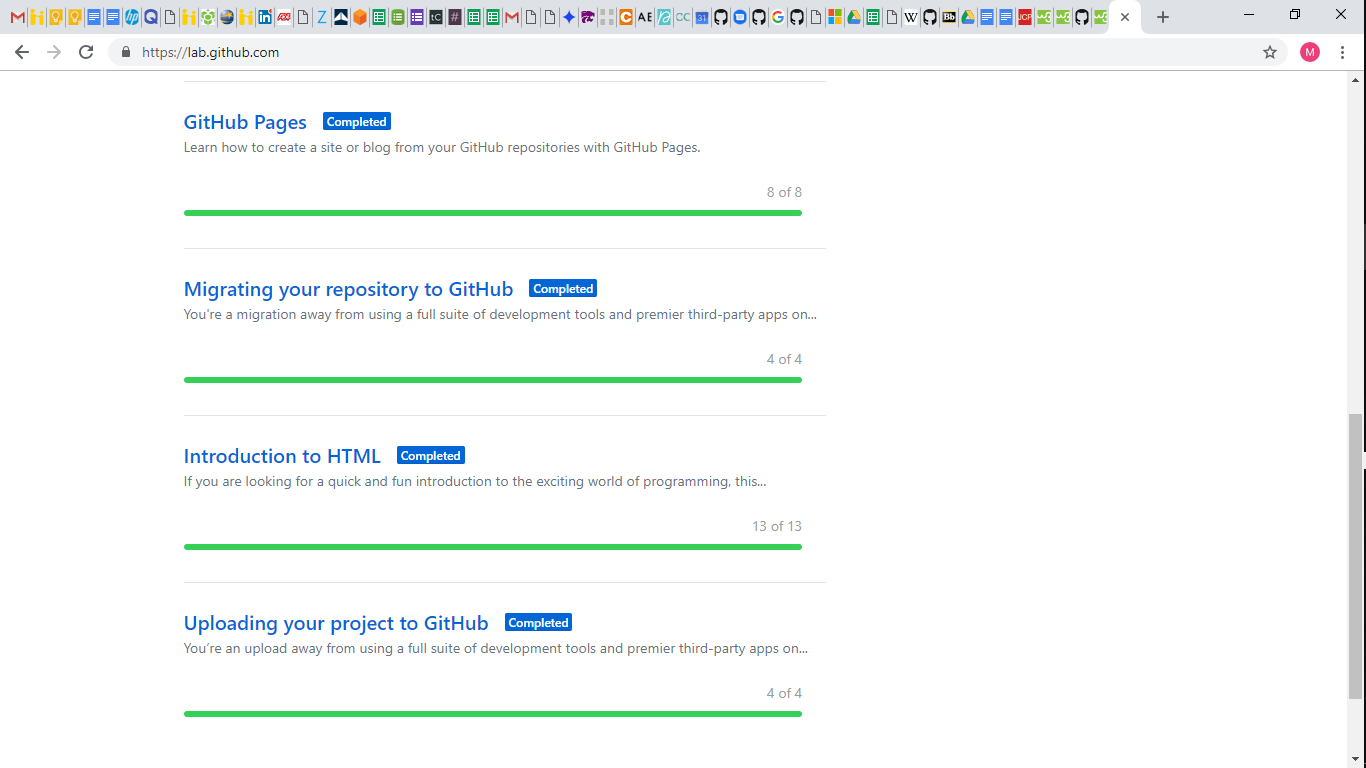 https://lab.github.com
M
GitHub Pages Completed
Learn how to create a site or blog from your GitHub repositories with GitHub Pages.
8 of 8
Migrating your repository to GitHub Completed
You're a migration away from using a full suite of development tools and premier third-party apps on...
4 of 4
Introduction to HTML Completed
If you are looking for a quick and fun introduction to the exciting world of programming, this...
13 of 13
Uploading your project to GitHub Completed
You’re an upload away from using a full suite of development tools and premier third-party apps on...
4 of 4